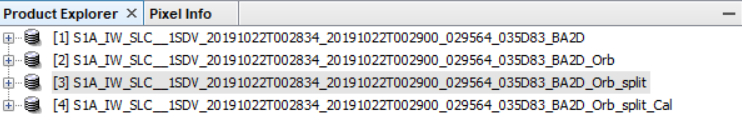 Product Explorer × Pixel Info
[1] S1A_IW_SLC__1SDV_20191022T002834_20191022T002900_029564_035D83_BA2D
[2] S1A_IW_SLC__1SDV_20191022T002834_20191022T002900_029564_035D83_BA2D_Orb
[3] S1A_IW_SLC__1SDV_20191022T002834_20191022T002900_029564_035D83_BA2D_Orb_split
[4] S1A_IW_SLC__1SDV_20191022T002834_20191022T002900_029564_035D83_BA2D_Orb_split_Cal